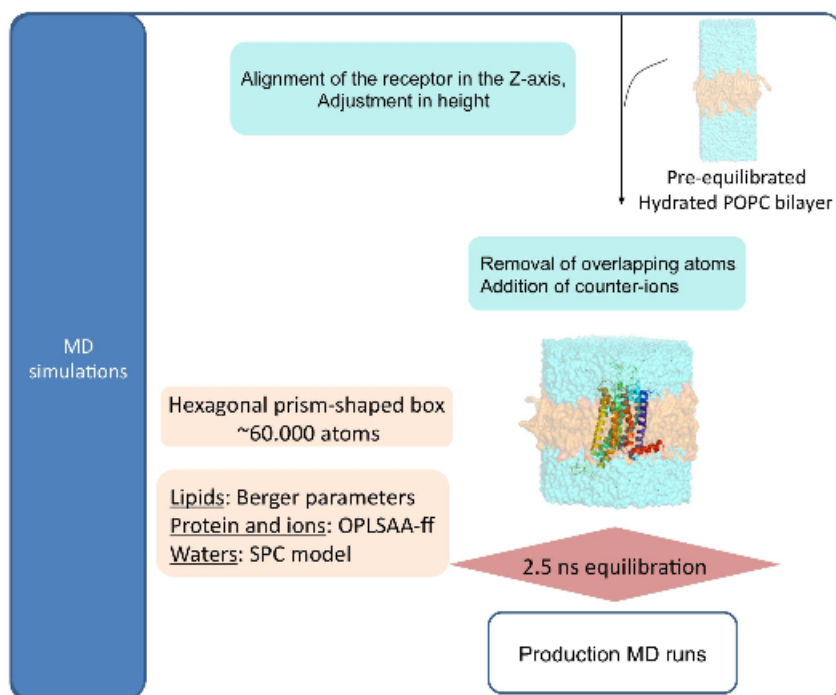 Alignment of the receptor in the Z-axis,
Adjustment in height
Pre-equilibrated
Hydrated POPC bilayer
Removal of overlapping atoms
Addition of counter-ions
MD
simulations
Hexagonal prism-shaped box
~60.000 atoms
Lipids: Berger parameters
Protein and ions: OPLSAA-ff
Waters: SPC model
2.5 ns equilibration
Production MD runs